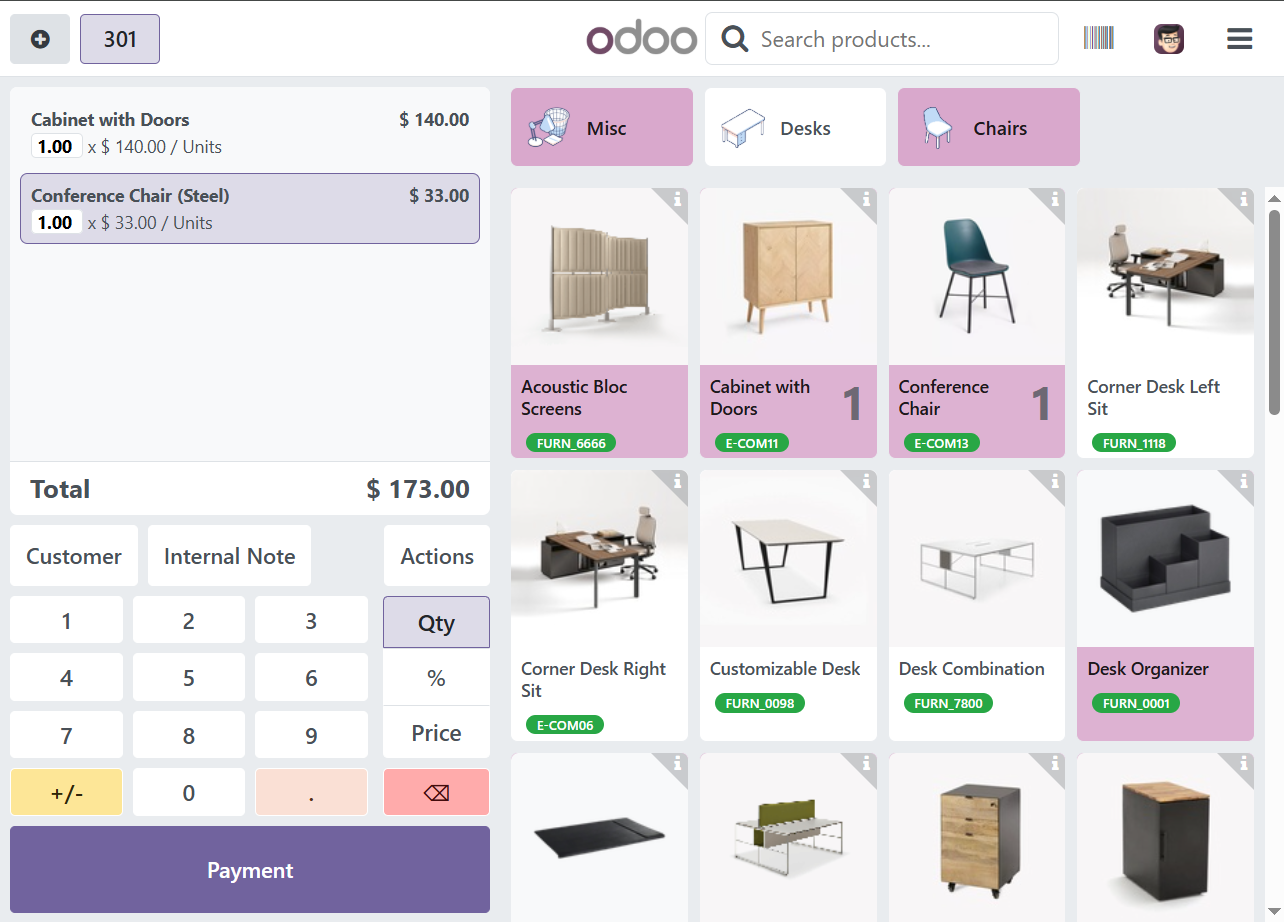 301
odoo
Search products...
Cabinet with Doors
$ 140.00
1.00 x $ 140.00 / Units
Conference Chair (Steel)
$ 33.00
1.00 x $ 33.00 / Units
Total
$ 173.00
Customer
Internal Note
Actions
1
2
3
Qty
4
5
6
%
7
8
9
Price
+/-
0
.
Payment
Misc
Desks
Chairs
Acoustic Bloc
Screens
FURN_6666
Cabinet with
Doors
1
E-COM11
Conference
Chair
1
E-COM13
Corner Desk Left
Sit
FURN_1118
Corner Desk Right
Sit
E-COM06
Customizable Desk
FURN_0098
Desk Combination
FURN_7800
Desk Organizer
FURN_0001